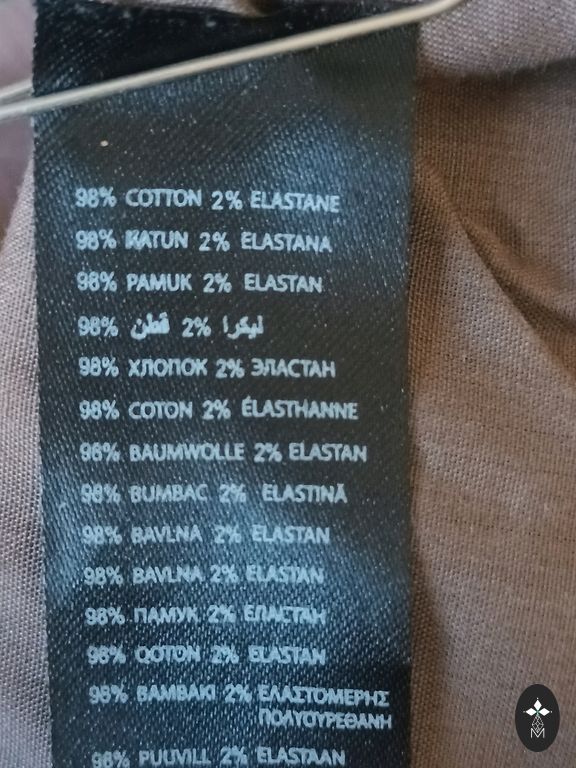 98% COTTON 2% ELASTANE
98% KATUN 2% ELASTANA
98% PAMUK 2% ELASTAN
98% قطن 2% ليكرا
98% ХЛОПОК 2% ЭЛАСТАН
98% COTON 2% ÉLASTHANNE
98% BAUMWOLLE 2% ELASTAN
98% BUMBAC 2% ELASTINĂ
98% BAVLNA 2% ELASTAN
98% BAVLNA 2% ELASTAN
98% ПАМУК 2% ЕЛАСТАН
98% QOTON 2% ELASTAN
98% BAMBAKI 2% ΕΛΑΣΤΟΜΕΡΗΣ
ΠΟΛΥΟΥΡΕΘΑΝΗ
98% PUUVILL 2% ELASTAAN